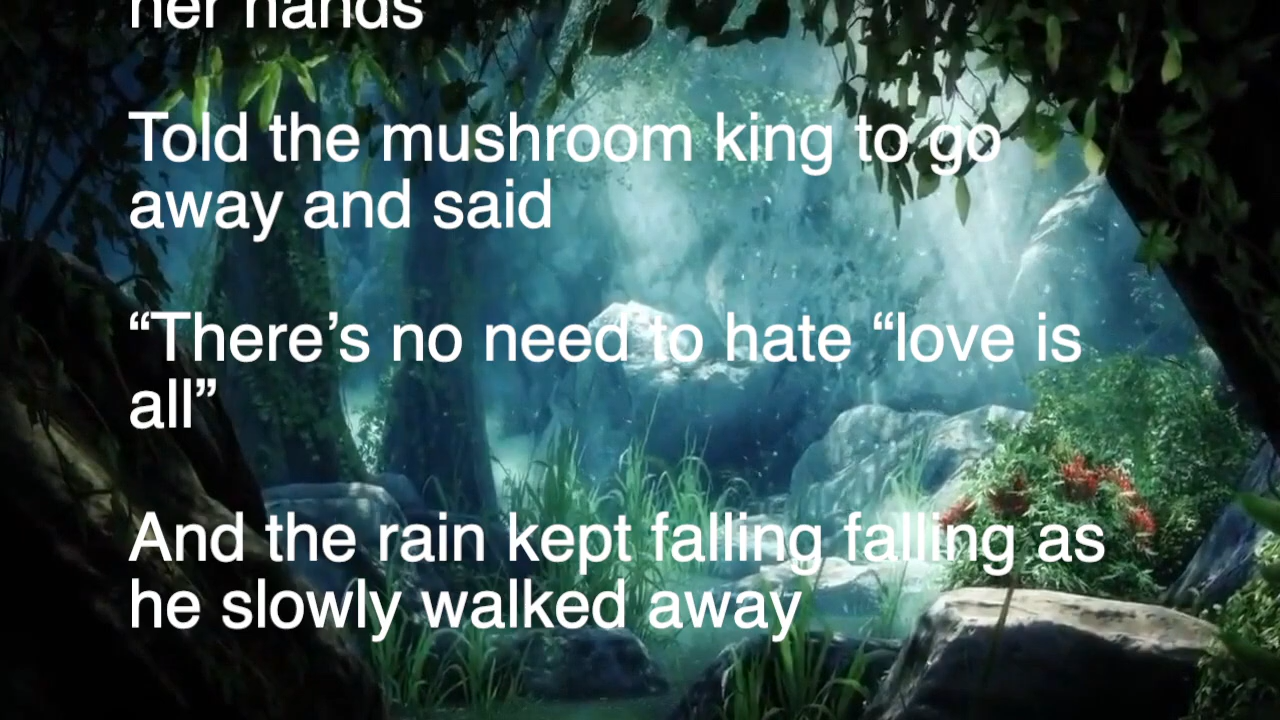 her hands
Told the mushroom king to go
away and said
“There’s no need to hate “love is
all”
And the rain kept falling falling as
he slowly walked away